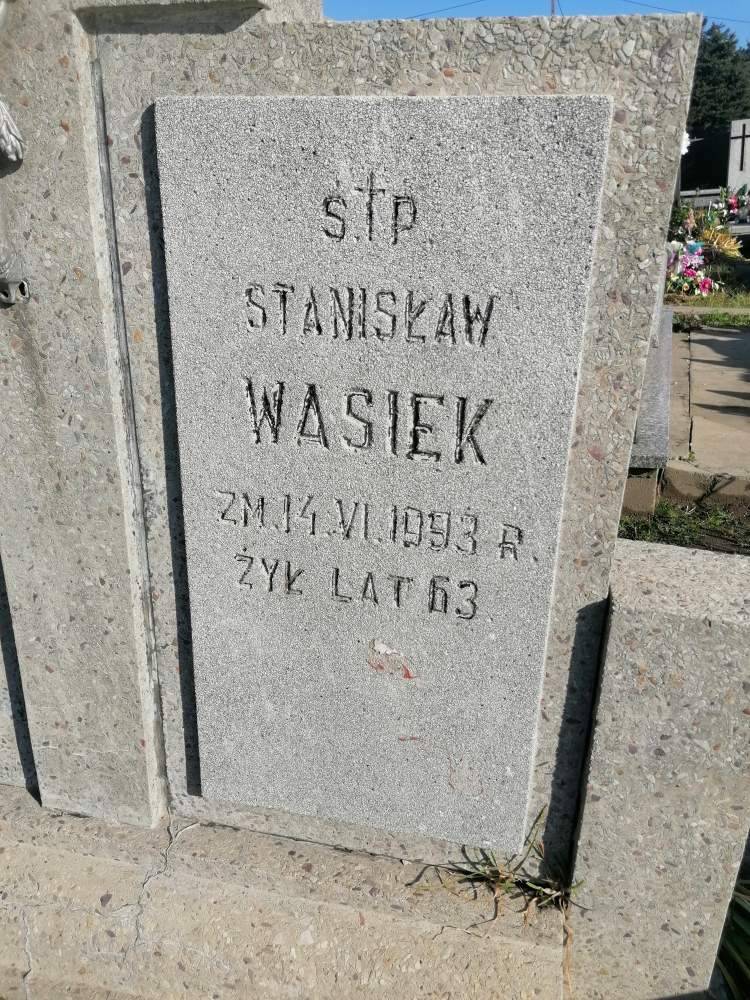 Ś.†P.
STANISŁAW
WASIEK
ZM.14.VI.1993 R.
ŻYŁ LAT 63